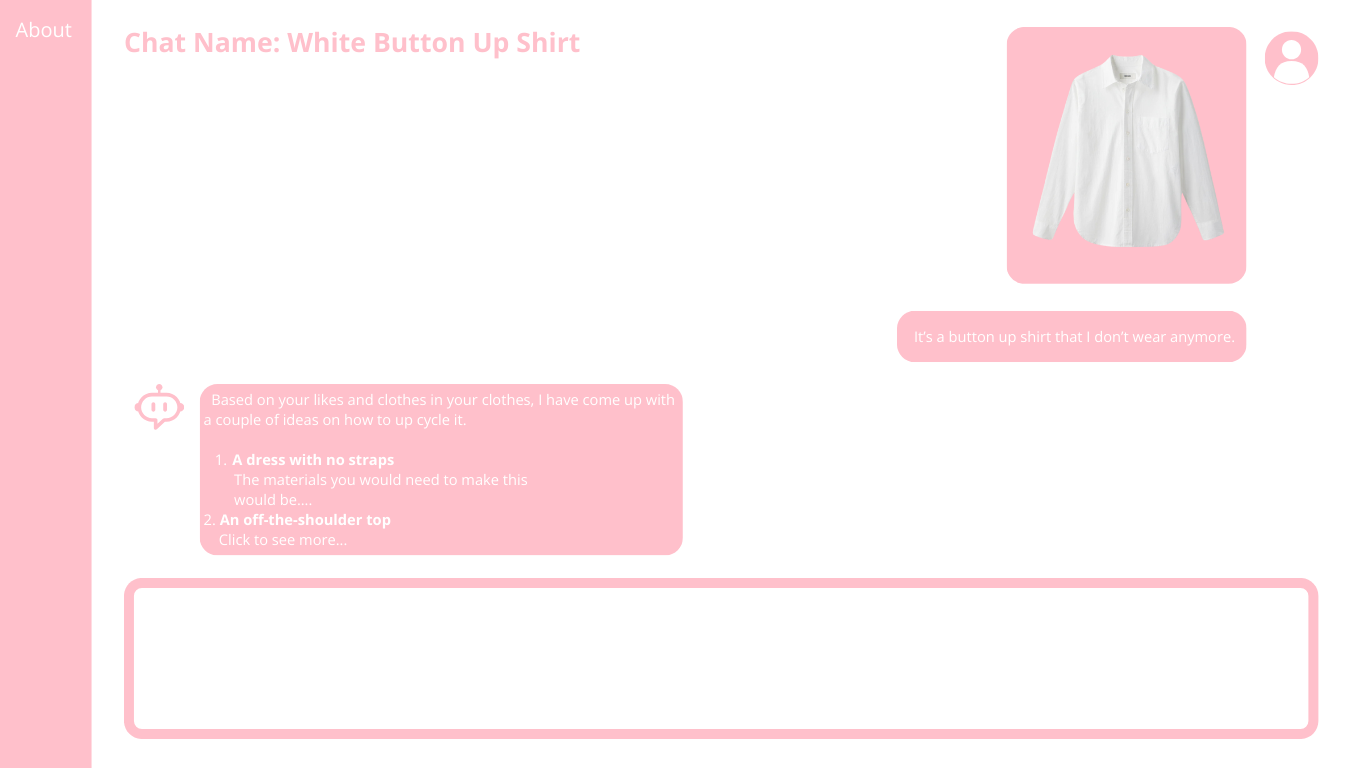 About
Chat Name: White Button Up Shirt
It's a button up shirt that I don't wear anymore.
Based on your likes and clothes in your clothes, I have come up with
a couple of ideas on how to up cycle it.
1. A dress with no straps
The materials you would need to make this
would be....
2. An off-the-shoulder top
Click to see more...